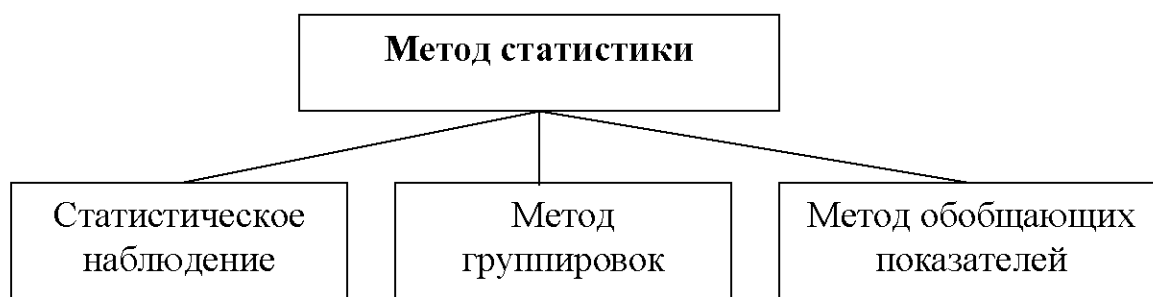 Метод статистики
Статистическое
наблюдение
Метод
группировок
Метод обобщающих
показателей